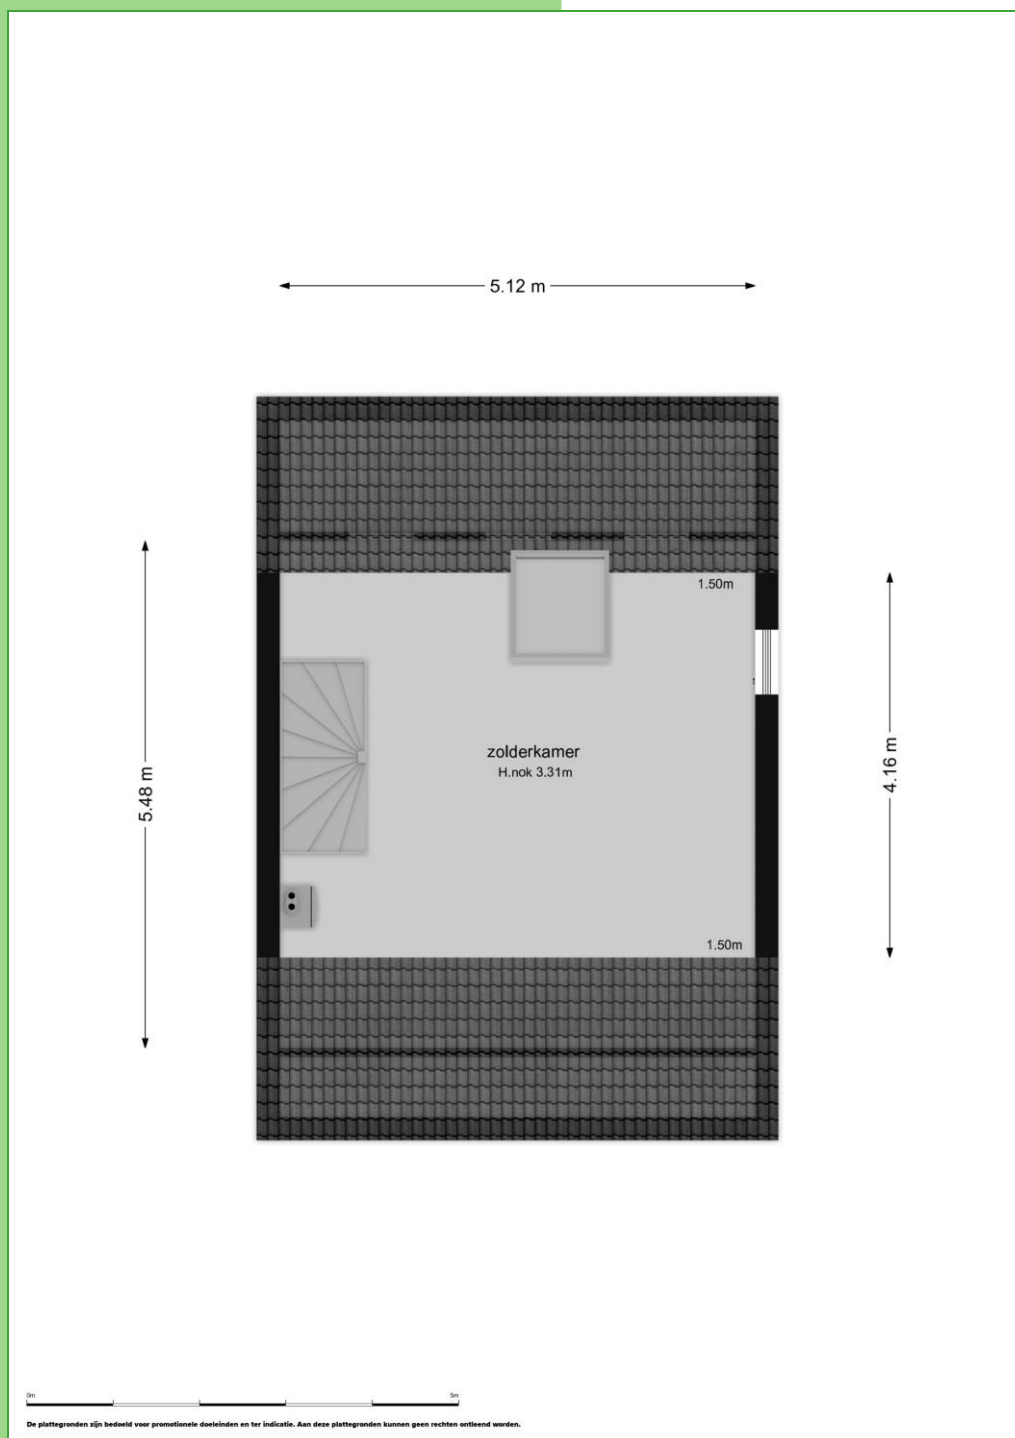 5.12 m
1.50m
zolderkamer
H.nok 3.31m
5.48 m
4.16 m
1.50m
0m
5m
De plattegronden zijn bedoeld voor promotionele doeleinden en ter indicatie. Aan deze plattegronden kunnen geen rechten ontleend worden.